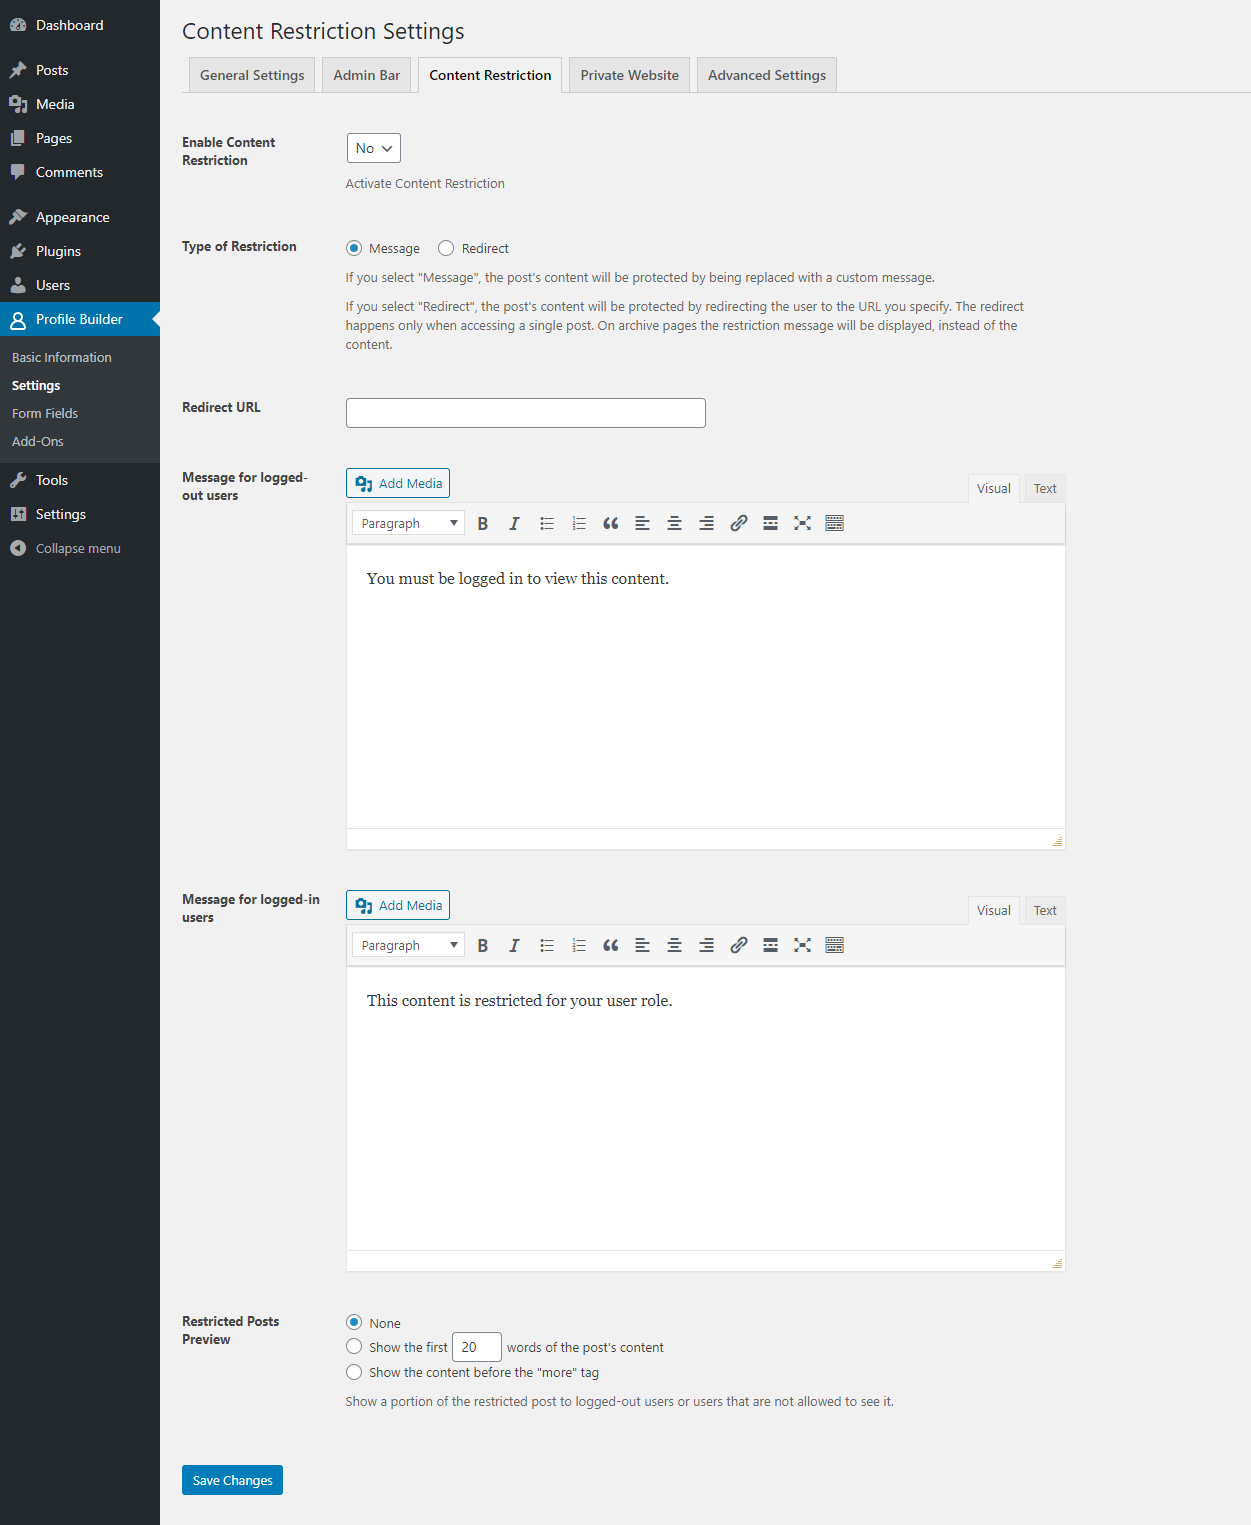 Dashboard
Posts
Media
Pages
Comments
Appearance
Plugins
Users
Profile Builder
Basic Information
Settings
Form Fields
Add-Ons
Tools
Settings
Collapse menu
Content Restriction Settings
General Settings
Admin Bar
Content Restriction
Private Website
Advanced Settings
Enable Content
Restriction
No
Activate Content Restriction
Type of Restriction
Message
Redirect
If you select "Message", the post's content will be protected by being replaced with a custom message.
If you select "Redirect", the post's content will be protected by redirecting the user to the URL you specify. The redirect
happens only when accessing a single post. On archive pages the restriction message will be displayed, instead of the
content.
Redirect URL
Message for logged-
out users
Add Media
Visual
Text
Paragraph
B
I
You must be logged in to view this content.
Message for logged-in
users
Add Media
Visual
Text
Paragraph
B
I
This content is restricted for your user role.
Restricted Posts
Preview
None
Show the first 20 words of the post's content
Show the content before the "more" tag
Show a portion of the restricted post to logged-out users or users that are not allowed to see it.
Save Changes